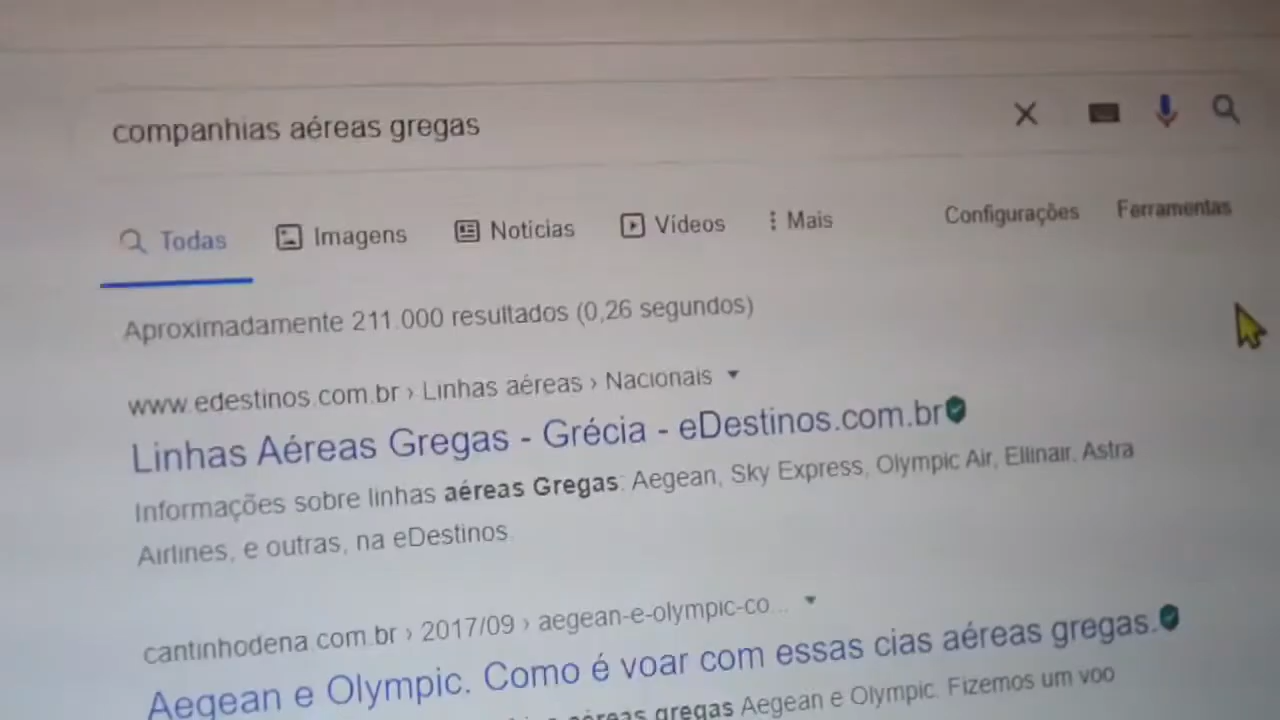 companhias aéreas gregas
Todas Imagens Notícias Vídeos Mais Configurações Ferramentas
Aproximadamente 211.000 resultados (0,26 segundos)
www.edestinos.com.br › Linhas aéreas › Nacionais
Linhas Aéreas Gregas - Grécia - eDestinos.com.br
Informações sobre linhas aéreas Gregas: Aegean, Sky Express, Olympic Air, Ellinair, Astra
Airlines, e outras, na eDestinos.
cantinhodena.com.br › 2017/09 › aegean-e-olympic-co...
Aegean e Olympic. Como é voar com essas cias aéreas gregas.
aéreas gregas Aegean e Olympic. Fizemos um voo